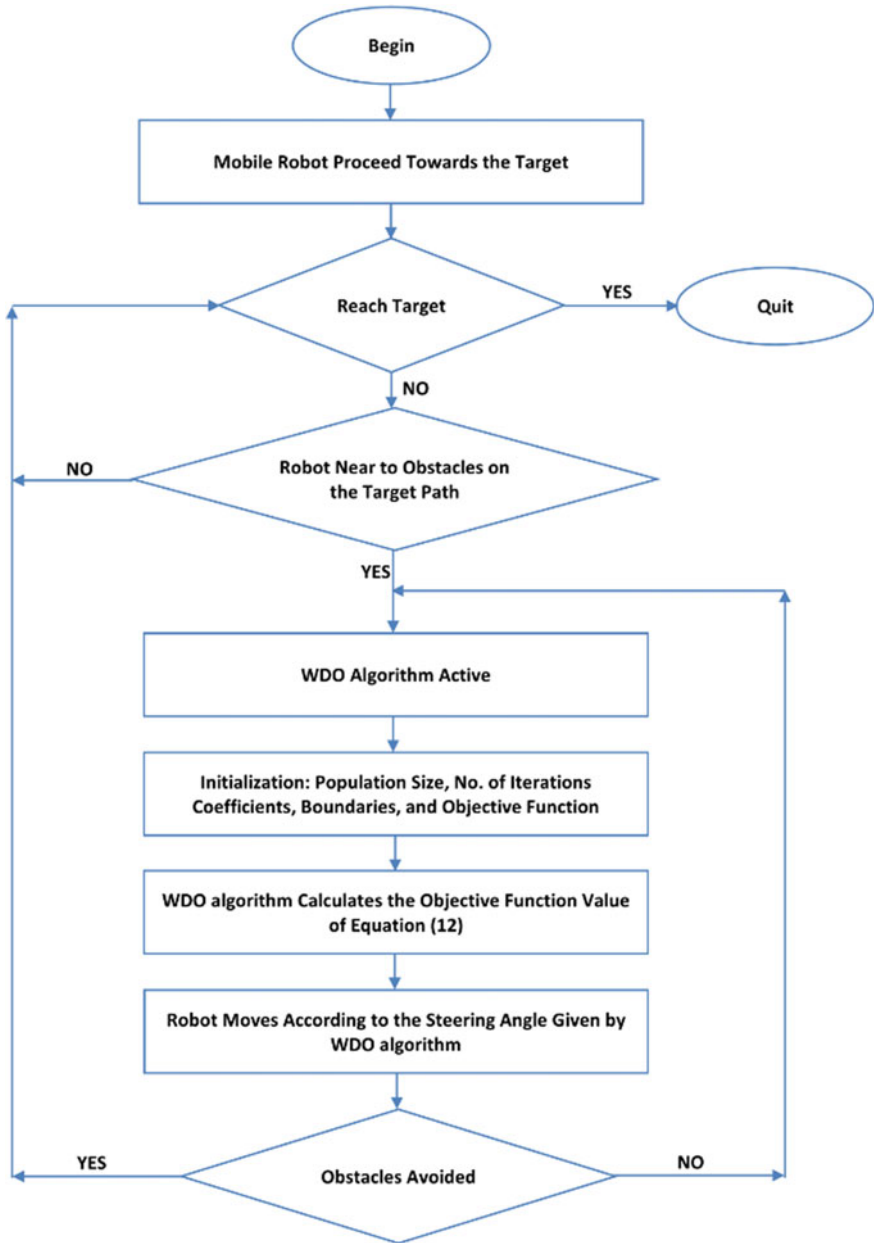 Begin
Mobile Robot Proceed Towards the Target
Reach Target
YES
Quit
NO
Robot Near to Obstacles on
the Target Path
NO
YES
WDO Algorithm Active
Initialization: Population Size, No. of Iterations
Coefficients, Boundaries, and Objective Function
WDO algorithm Calculates the Objective Function Value
of Equation (12)
Robot Moves According to the Steering Angle Given by
WDO algorithm
YES
Obstacles Avoided
NO